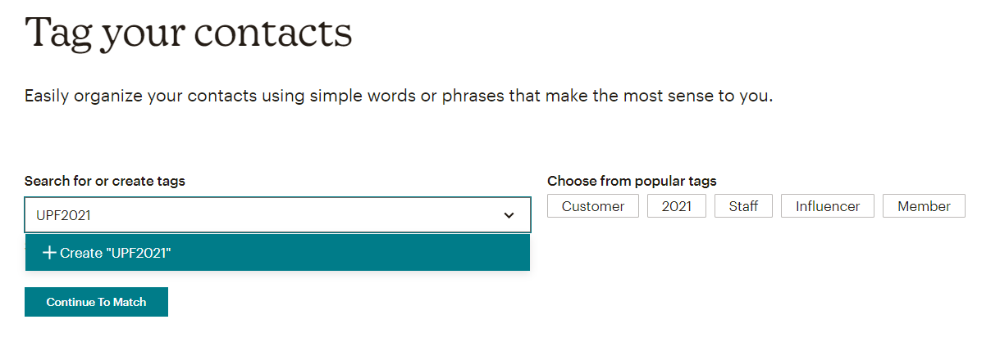 Tag your contacts
Easily organize your contacts using simple words or phrases that make the most sense to you.
Search for or create tags
UPF2021
Create "UPF2021"
Continue To Match
Choose from popular tags
Customer 2021 Staff Influencer Member